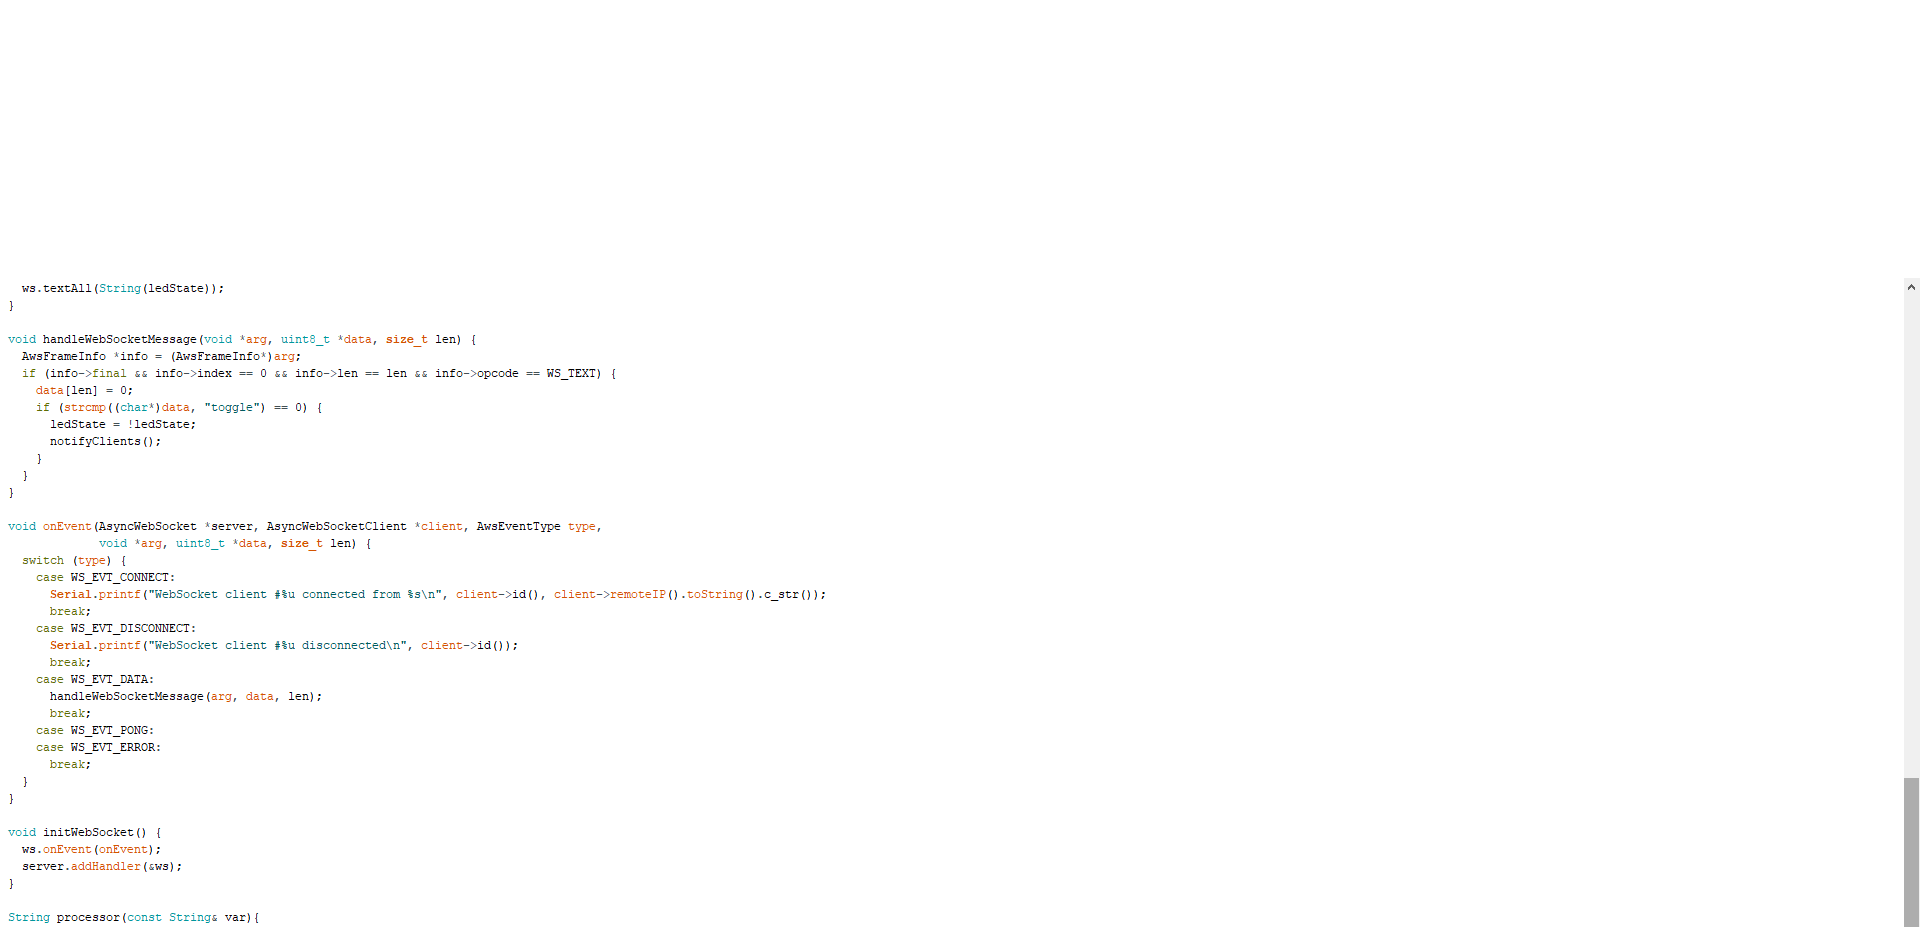 ws.textAll(String(ledState));
}

void handleWebSocketMessage(void *arg, uint8_t *data, size_t len) {
  AwsFrameInfo *info = (AwsFrameInfo*)arg;
  if (info->final && info->index == 0 && info->len == len && info->opcode == WS_TEXT) {
    data[len] = 0;
    if (strcmp((char*)data, "toggle") == 0) {
      ledState = !ledState;
      notifyClients();
    }
  }
}

void onEvent(AsyncWebSocket *server, AsyncWebSocketClient *client, AwsEventType type,
             void *arg, uint8_t *data, size_t len) {
  switch (type) {
    case WS_EVT_CONNECT:
      Serial.printf("WebSocket client #%u connected from %s\n", client->id(), client->remoteIP().toString().c_str());
      break;
    case WS_EVT_DISCONNECT:
      Serial.printf("WebSocket client #%u disconnected\n", client->id());
      break;
    case WS_EVT_DATA:
      handleWebSocketMessage(arg, data, len);
      break;
    case WS_EVT_PONG:
    case WS_EVT_ERROR:
      break;
  }
}

void initWebSocket() {
  ws.onEvent(onEvent);
  server.addHandler(&ws);
}

String processor(const String& var){